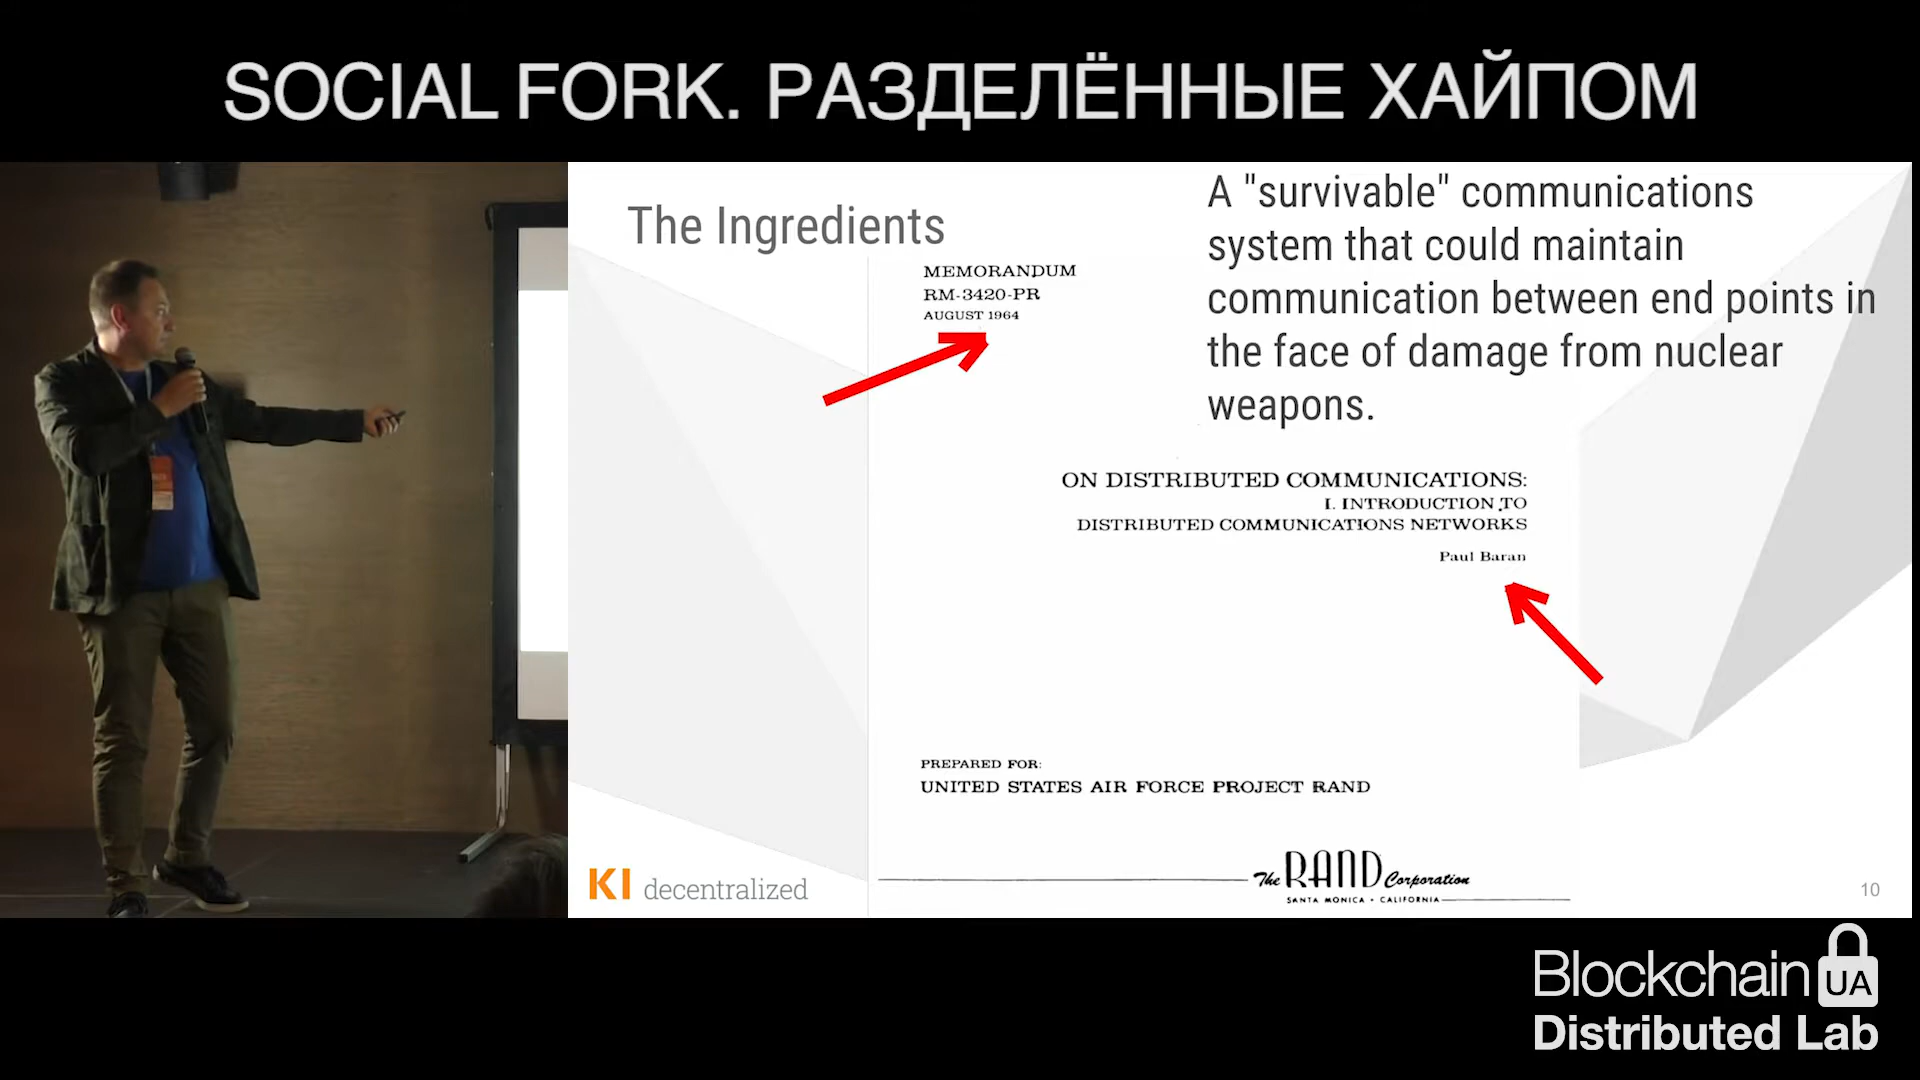 SOCIAL FORK. РАЗДЕЛЁННЫЕ ХАЙПОМ
The Ingredients
A "survivable" communications
system that could maintain
communication between end points in
the face of damage from nuclear
weapons.
MEMORANDUM
RM-3420-PR
AUGUST 1964
ON DISTRIBUTED COMMUNICATIONS:
I. INTRODUCTION TO
DISTRIBUTED COMMUNICATIONS NETWORKS
Paul Baran
PREPARED FOR:
UNITED STATES AIR FORCE PROJECT RAND
The RAND Corporation
SANTA MONICA • CALIFORNIA
KI decentralized
10
Blockchain UA
Distributed Lab